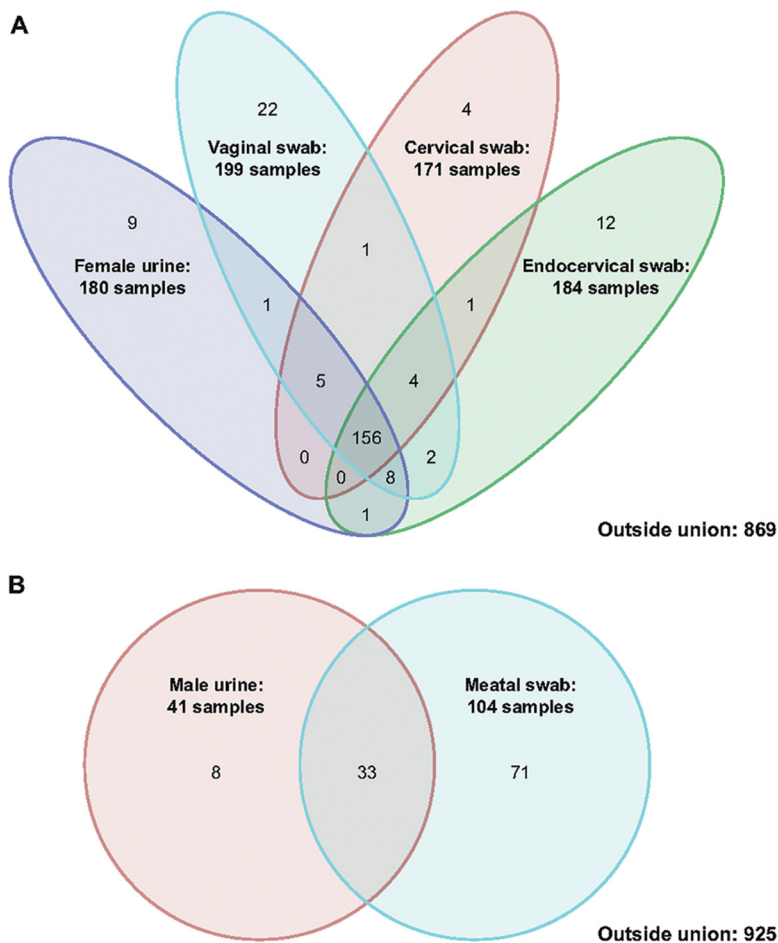 A
22
4
Vaginal swab:
199 samples
Cervical swab:
171 samples
9
12
Female urine:
180 samples
1
Endocervical swab:
184 samples
1
1
5
4
156
0
0
8
2
1
Outside union: 869
B
Male urine:
41 samples
Meatal swab:
104 samples
8
33
71
Outside union: 925